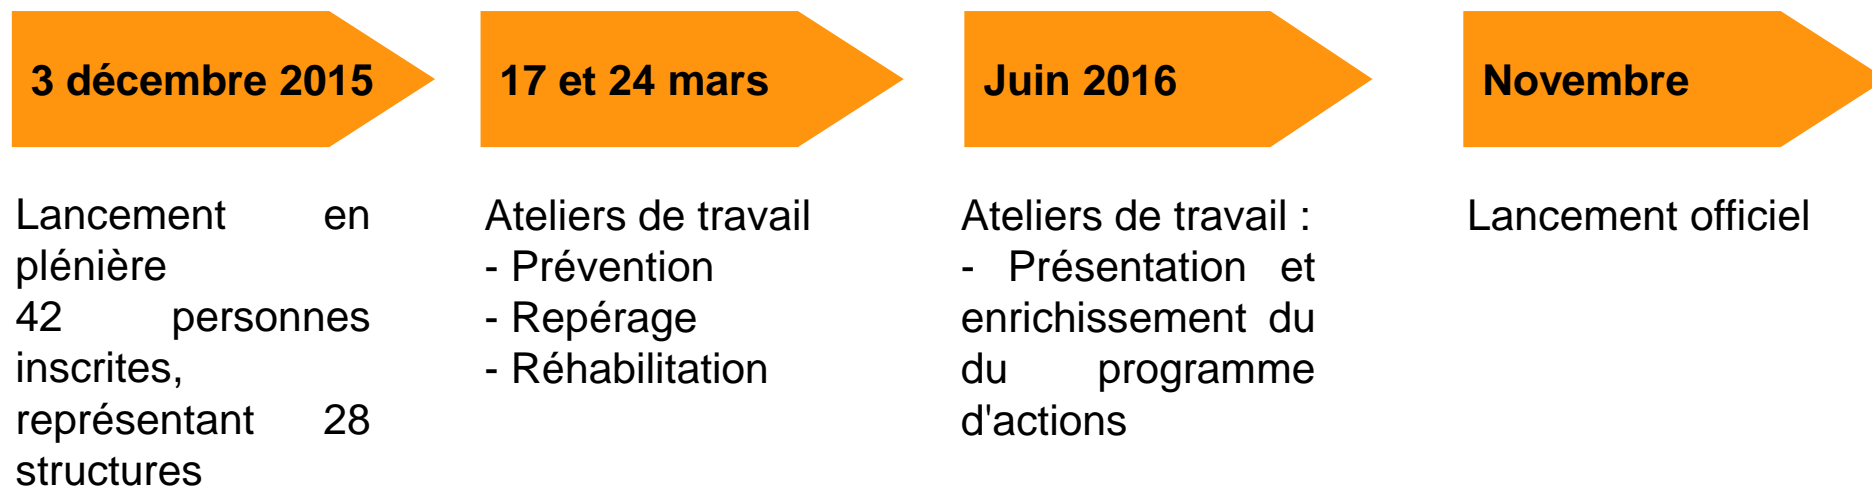 3 décembre 2015
Lancement en
plénière
42 personnes
inscrites,
représentant 28
structures
17 et 24 mars
Ateliers de travail
- Prévention
- Repérage
- Réhabilitation
Juin 2016
Ateliers de travail :
- Présentation et
enrichissement du
du programme
d'actions
Novembre
Lancement officiel